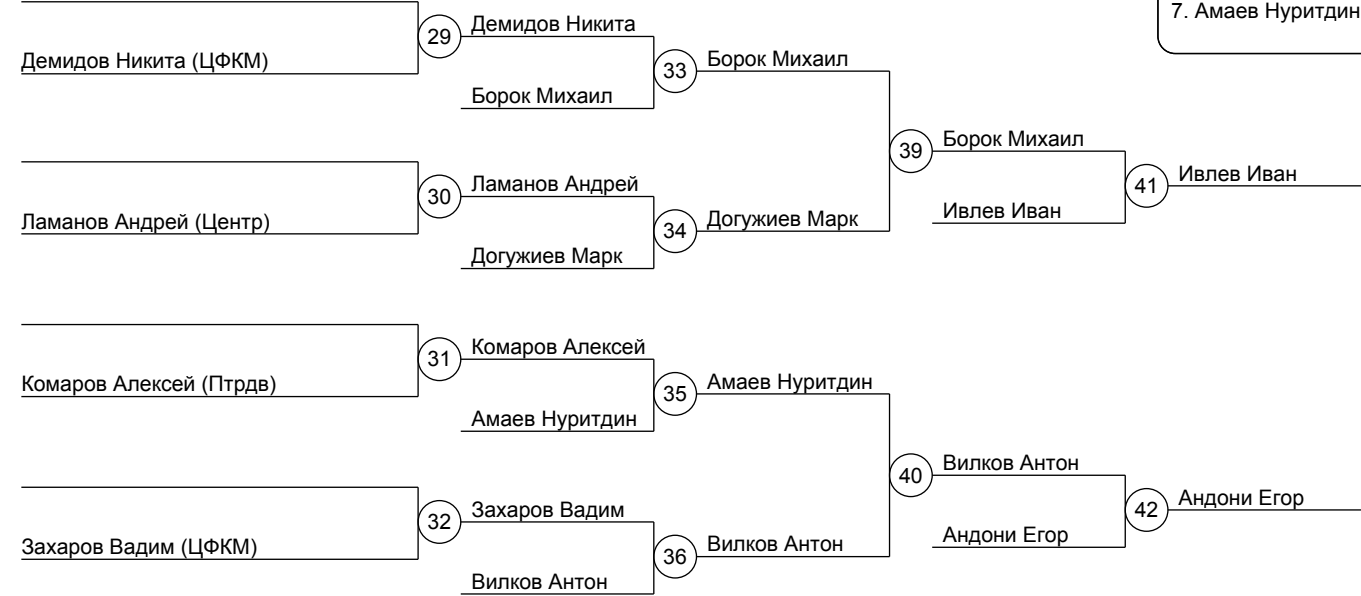 7. Амаев Нуритдин
29
Демидов Никита
Демидов Никита (ЦФКМ)
33
Борок Михаил
Борок Михаил
39
Борок Михаил
30
Ламанов Андрей
Ламанов Андрей (Центр)
34
Догужиев Марк
Догужиев Марк
41
Ивлев Иван
Ивлев Иван
31
Комаров Алексей
Комаров Алексей (Птрдв)
35
Амаев Нуритдин
Амаев Нуритдин
40
Вилков Антон
32
Захаров Вадим
Захаров Вадим (ЦФКМ)
36
Вилков Антон
Вилков Антон
42
Андони Егор
Андони Егор